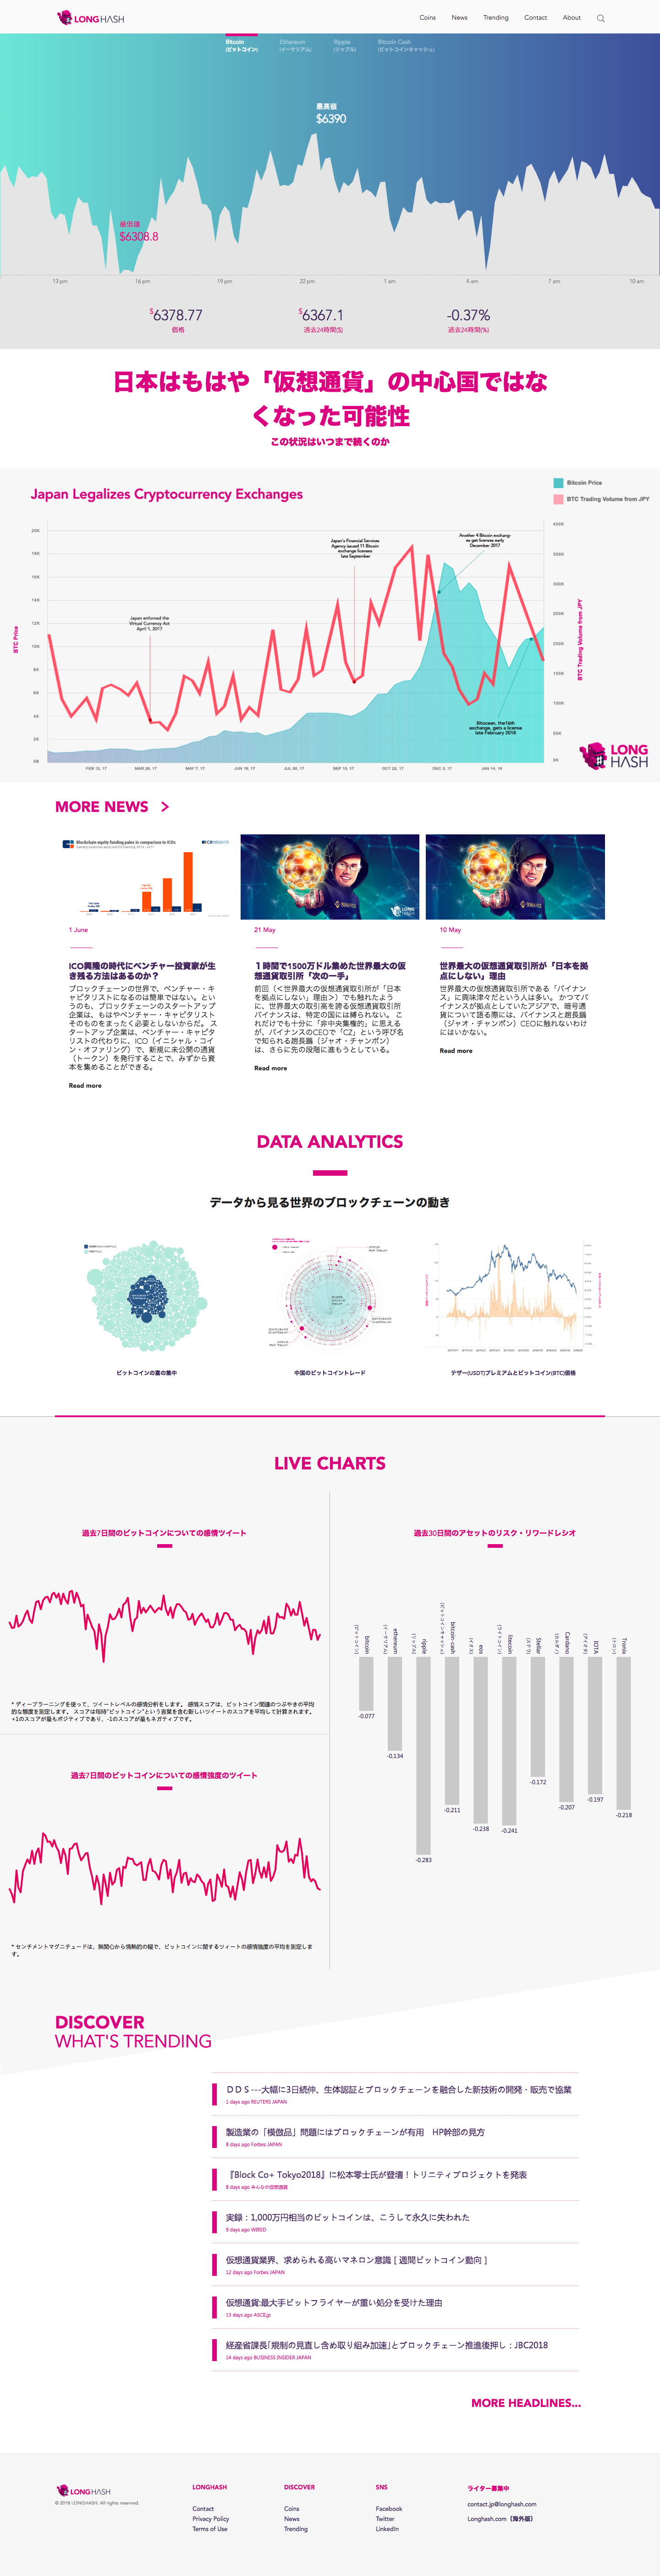 LONGHASH
Coins News Trending Contact About
Bitcoin Ethereum Ripple Bitcoin Cash
(ビットコイン) (イーサリアム) (リップル) (ビットコインキャッシュ)
最高値
$6390
最低値
$6308.8
13 pm 16 pm 19 pm 22 pm 1 am 4 am 7 am 10 am
$6378.77 $6367.1 -0.37%
価格 過去24時間($) 過去24時間(%)
日本はもはや「仮想通貨」の中心国ではな
くなった可能性
この状況はいつまで続くのか
Japan Legalizes Cryptocurrency Exchanges
Bitcoin Price
BTC Trading Volume from JPY
Another 4 Bitcoin exchang-
es get licenses early
December 2017
Japan's Financial Services
Agency issued 11 Bitcoin
exchange licenses
late September
Japan enforced the
Virtual Currency Act
April 1, 2017
Bitocean, the16th
exchange, gets a license
late February 2018
BTC Price
20K
18K
16K
14K
12K
10K
8K
6K
4K
2K
0K
400K
350K
300K
250K
200K
150K
100K
50K
0K
BTC Trading Volume from JPY
FEB 12, 17 MAR 26, 17 MAY 7, 17 JUN 18, 17 JUL 30, 17 SEP 10, 17 OCT 22, 17 DEC 3, 17 JAN 14, 18
LONG
HASH
MORE NEWS >
Blockchain equity funding pales in comparison to ICOs
CBINSIGHTS
1 June
ICO興隆の時代にベンチャー投資家が生
き残る方法はあるのか？
ブロックチェーンの世界で、ベンチャー・キ
ャピタリストになるのは簡単ではない。とい
うのも、ブロックチェーンのスタートアップ
企業は、もはやベンチャー・キャピタリスト
そのものをまったく必要としないからだ。 ス
タートアップ企業は、ベンチャー・キャピタ
リストの代わりに、ICO（イニシャル・コイ
ン・オファリング）で、新規に未公開の通貨
（トークン）を発行することで、みずから資
本を集めることができる。
Read more
BINANCE
LONG
HASH
21 May
１時間で1500万ドル集めた世界最大の仮
想通貨取引所「次の一手」
前回（＜世界最大の仮想通貨取引所が「日本
を拠点にしない」理由＞）でも触れたように
に、世界最大の取引高を誇る仮想通貨取引所
バイナンスは、特定の国には縛られない。 こ
れだけでも十分に「非中央集権的」に思える
が、バイナンスのCEOで「CZ」という呼び名
で知られる趙長鵬（ジャオ・チャンポン）
は、さらに先の段階に進もうとしている。
Read more
BINANCE
10 May
世界最大の仮想通貨取引所が「日本を拠
点にしない」理由
世界最大の仮想通貨取引所である「バイナン
ス」に興味津々だという人は多い。 かつてバ
イナンスが拠点としていたアジアで、暗号通
貨について語る際には、バイナンスと趙長鵬
（ジャオ・チャンポン）CEOに触れないわけ
にはいかない。
Read more
DATA ANALYTICS
データから見る世界のブロックチェーンの動き
ビットコインの富の集中
中国のビットコイントレード
テザー(USDT)プレミアムとビットコイン(BTC)価格
LIVE CHARTS
過去7日間のビットコインについての感情ツイート
* ディープラーニングを使って、ツイートレベルの感情分析をします。 感情スコアは、ビットコイン関連のつぶやきの平均
的な態度を測定します。 スコアは毎時"ビットコイン"という言葉を含む新しいツイートのスコアを平均して計算されます。
+1のスコアが最もポジティブであり、-1のスコアが最もネガティブです。
過去7日間のビットコインについての感情強度のツイート
* センチメントマグニチュードは、無関心から情熱的の幅で、ビットコインに関するツィートの感情強度の平均を測定しま
す。
過去30日間のアセットのリスク・リワードレシオ
bitcoin (ビットコイン)
ethereum (イーサリアム)
ripple (リップル)
bitcoin-cash (ビットコインキャッシュ)
eos (イオス)
litecoin (ライトコイン)
Stellar (ステラ)
Cardano (カルダノ)
IOTA (アイオタ)
Tronix (トロン)
-0.077
-0.134
-0.283
-0.211
-0.238
-0.241
-0.172
-0.207
-0.197
-0.218
DISCOVER
WHAT'S TRENDING
ＤＤＳ---大幅に3日続伸、生体認証とブロックチェーンを融合した新技術の開発・販売で協業
1 days ago REUTERS JAPAN
製造業の「模倣品」問題にはブロックチェーンが有用　HP幹部の見方
8 days ago Forbes JAPAN
『Block Co+ Tokyo2018』に松本零士氏が登壇！トリニティプロジェクトを発表
8 days ago みんなの仮想通貨
実録：1,000万円相当のビットコインは、こうして永久に失われた
9 days ago WIRED
仮想通貨業界、求められる高いマネロン意識 [ 週間ビットコイン動向 ]
12 days ago Forbes JAPAN
仮想通貨:最大手ビットフライヤーが重い処分を受けた理由
13 days ago ASCII.jp
経産省課長｢規制の見直し含め取り組み加速｣とブロックチェーン推進後押し：JBC2018
14 days ago BUSINESS INSIDER JAPAN
MORE HEADLINES...
LONGHASH
© 2018 LONGHASH. All rights reserved.
LONGHASH
Contact
Privacy Policy
Terms of Use
DISCOVER
Coins
News
Trending
SNS
Facebook
Twitter
LinkedIn
ライター募集中
contact.jp@longhash.com
Longhash.com（海外版）